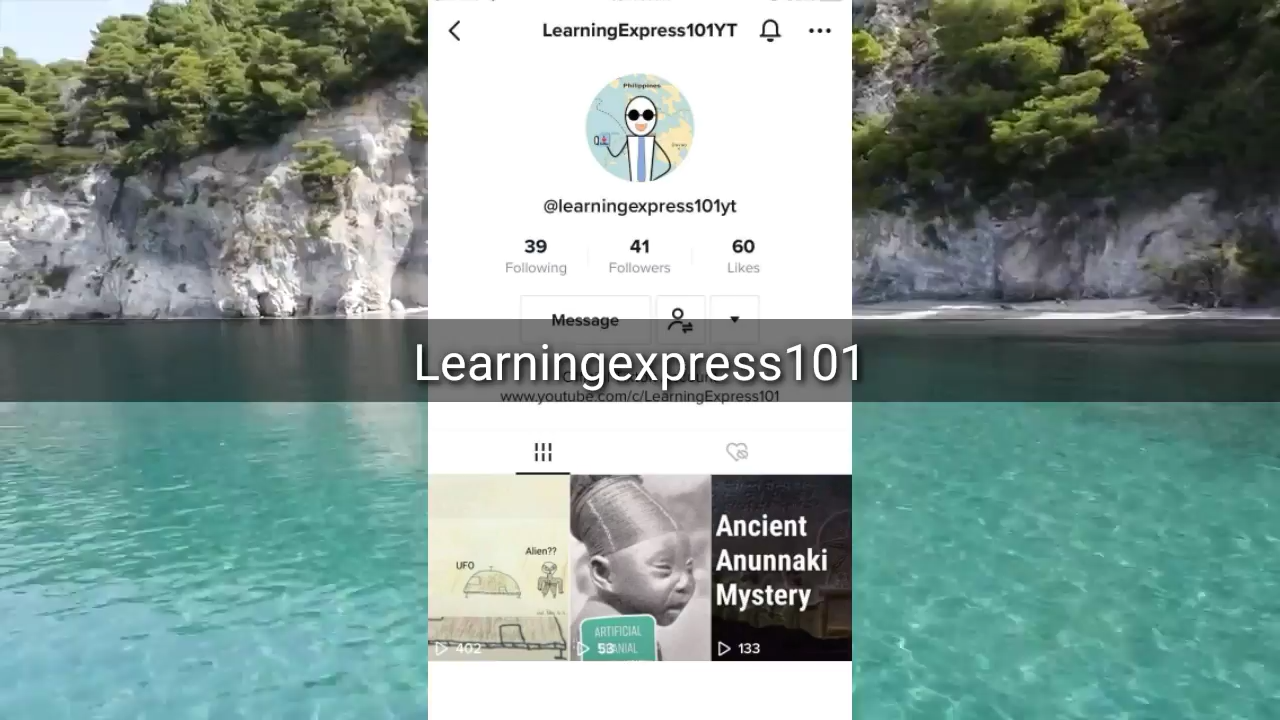 LearningExpress101YT
Philippines
@learningexpress101yt
39
Following
41
Followers
60
Likes
Message
Learningexpress101
www.youtube.com/c/LearningExpress101
Alien??
UFO
402
ARTIFICIAL
53
Ancient
Anunnaki
Mystery
133